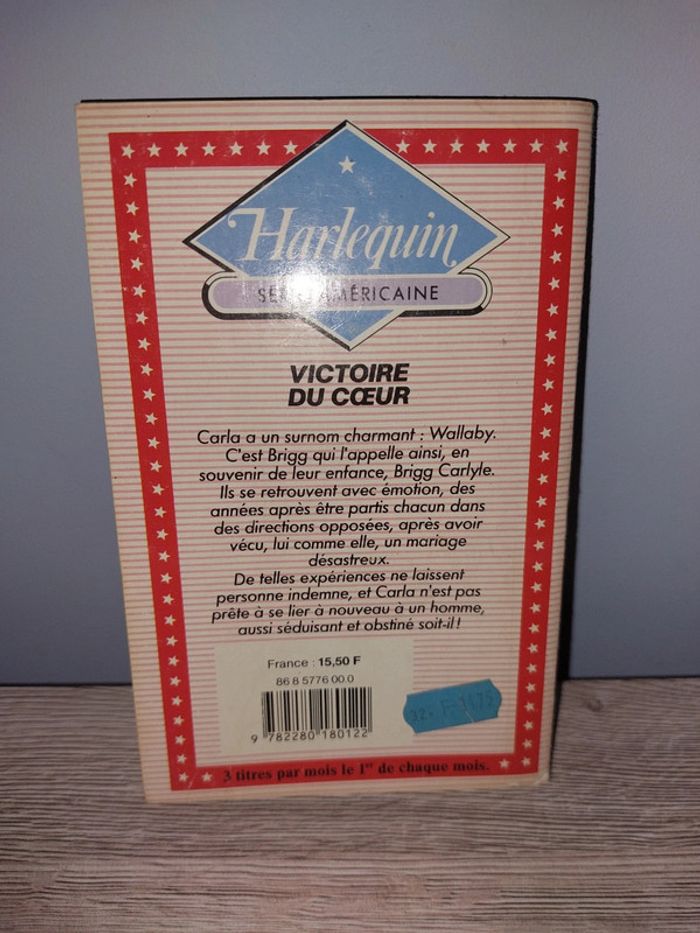 Harlequin
SÉRIE AMÉRICAINE
VICTOIRE
DU CŒUR
Carla a un surnom charmant : Wallaby.
C'est Brigg qui l'appelle ainsi, en
souvenir de leur enfance, Brigg Carlyle.
Ils se retrouvent avec émotion, des
années après être partis chacun dans
des directions opposées, après avoir
vécu, lui comme elle, un mariage
désastreux.
De telles expériences ne laissent
personne indemne, et Carla n'est pas
prête à se lier à nouveau à un homme,
aussi séduisant et obstiné soit-il !
France : 15,50 F
86 8 5776 00.0
9 782280 180122
32. F
3 titres par mois le 1er de chaque mois.